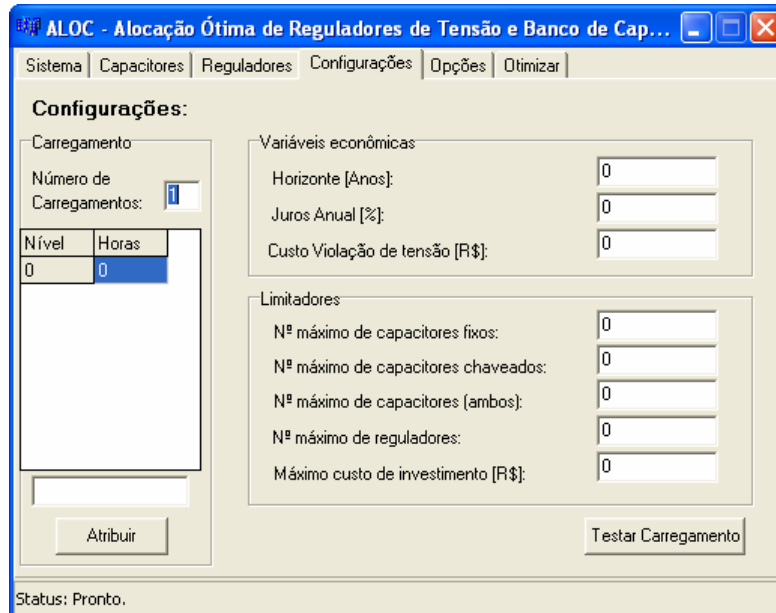 ALOC - Alocação Ótima de Reguladores de Tensão e Banco de Cap...
Sistema Capacitores Reguladores Configurações Opções Otimizar
Configurações:
Carregamento
Número de
Carregamentos: 1
Nível Horas
0 0
Atribuir
Variáveis econômicas
Horizonte [Anos]: 0
Juros Anual [%]: 0
Custo Violação de tensão [R$]: 0
Limitadores
Nº máximo de capacitores fixos: 0
Nº máximo de capacitores chaveados: 0
Nº máximo de capacitores (ambos): 0
Nº máximo de reguladores: 0
Máximo custo de investimento [R$]: 0
Testar Carregamento
Status: Pronto.